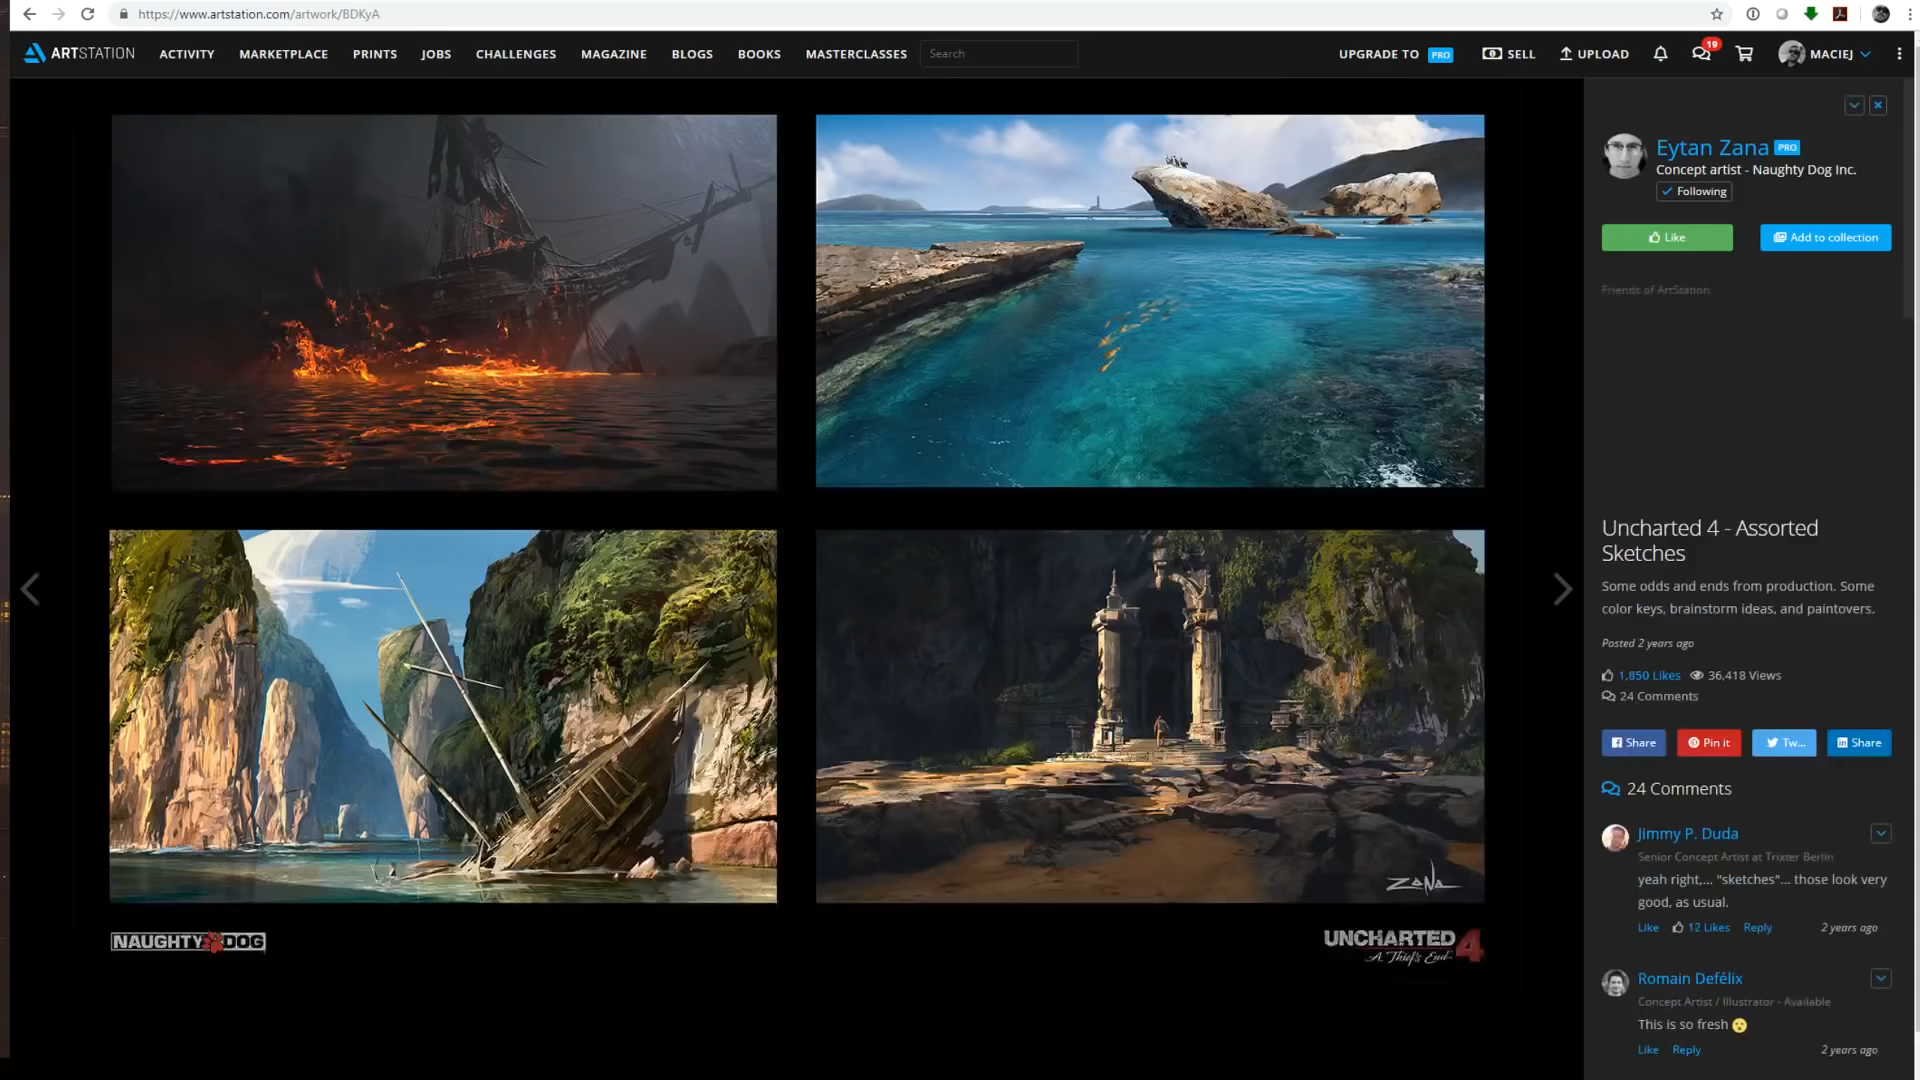 https://www.artstation.com/artwork/BDKyA
ARTSTATION ACTIVITY MARKETPLACE PRINTS JOBS CHALLENGES MAGAZINE BLOGS BOOKS MASTERCLASSES Search UPGRADE TO PRO SELL UPLOAD 19 MACIEJ
Eytan Zana PRO
Concept artist - Naughty Dog Inc.
Following
Like Add to collection
Friends of ArtStation
Uncharted 4 - Assorted
Sketches
Some odds and ends from production. Some
color keys, brainstorm ideas, and paintovers.
Posted 2 years ago
1,850 Likes 36,418 Views
24 Comments
Share Pin it Tw... Share
24 Comments
Jimmy P. Duda
Senior Concept Artist at Trixter Berlin
yeah right,... "sketches"... those look very
good, as usual.
Like 12 Likes Reply 2 years ago
Romain Defélix
Concept Artist / Illustrator - Available
This is so fresh 😯
Like Reply 2 years ago
ZANA
NAUGHTY DOG
UNCHARTED 4
A Thief's End